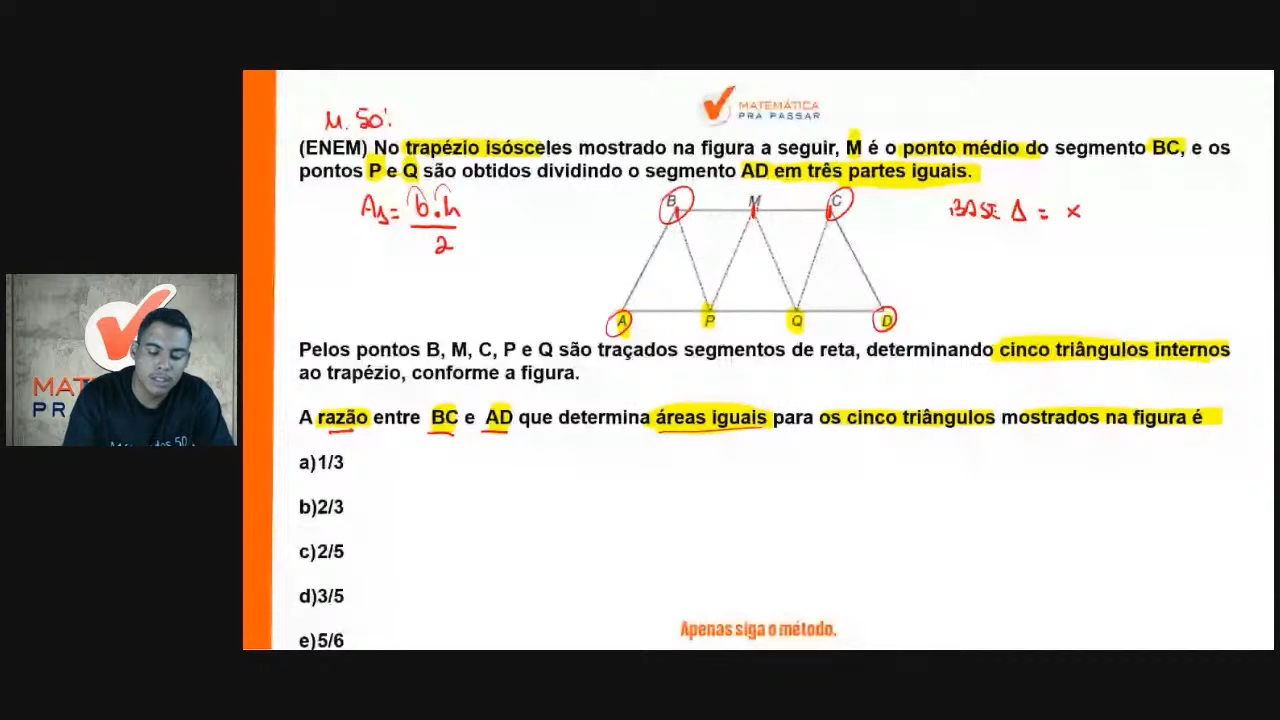 MATEMÁTICA
PRA PASSAR
M. 50:
(ENEM) No trapézio isósceles mostrado na figura a seguir, M é o ponto médio do segmento BC, e os
pontos P e Q são obtidos dividindo o segmento AD em três partes iguais.
B M C
A∆ = b.h
2
BASE ∆ = x
A P Q D
Pelos pontos B, M, C, P e Q são traçados segmentos de reta, determinando cinco triângulos internos
ao trapézio, conforme a figura.
A razão entre BC e AD que determina áreas iguais para os cinco triângulos mostrados na figura é
a)1/3
b)2/3
c)2/5
d)3/5
e)5/6
Apenas siga o método.
MAT
PR